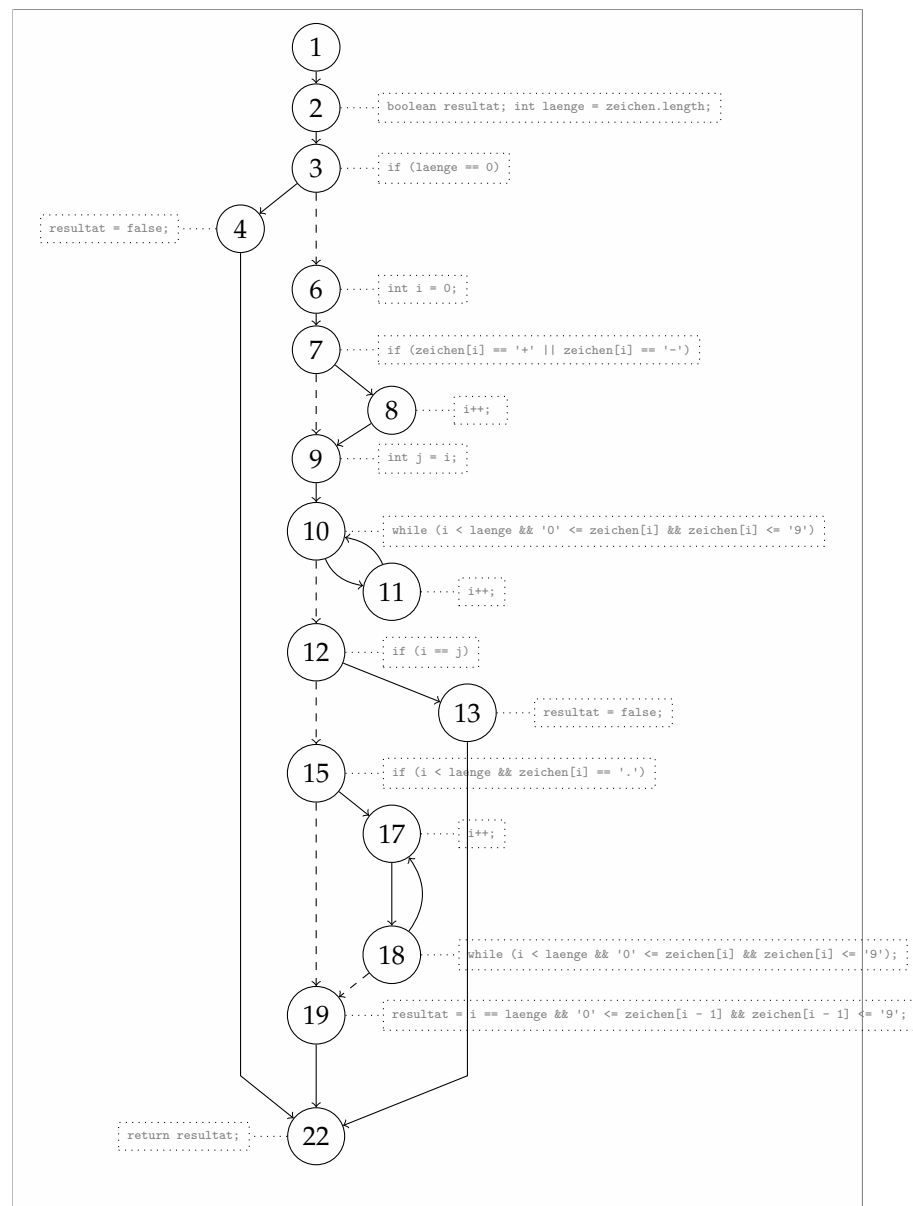 1
2
boolean resultat; int laenge = zeichen.length;
3
if (laenge == 0)
4
resultat = false;
6
int i = 0;
7
if (zeichen[i] == '+' || zeichen[i] == '-')
8
i++;
9
int j = i;
10
while (i < laenge && '0' <= zeichen[i] && zeichen[i] <= '9')
11
i++;
12
if (i == j)
13
resultat = false;
15
if (i < laenge && zeichen[i] == '.')
17
i++;
18
while (i < laenge && '0' <= zeichen[i] && zeichen[i] <= '9');
19
resultat = i == laenge && '0' <= zeichen[i - 1] && zeichen[i - 1] <= '9';
return resultat;
22